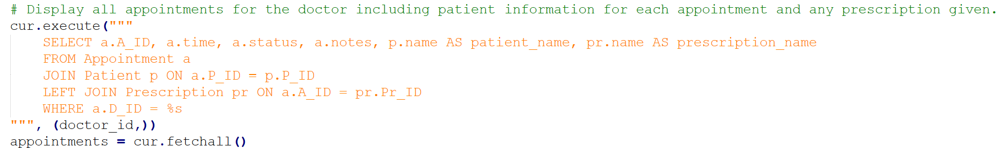 # Display all appointments for the doctor including patient information for each appointment and any prescription given.
cur.execute("""
    SELECT a.A_ID, a.time, a.status, a.notes, p.name AS patient_name, pr.name AS prescription_name
    FROM Appointment a
    JOIN Patient p ON a.P_ID = p.P_ID
    LEFT JOIN Prescription pr ON a.A_ID = pr.Pr_ID
    WHERE a.D_ID = %s
""", (doctor_id,))
appointments = cur.fetchall()